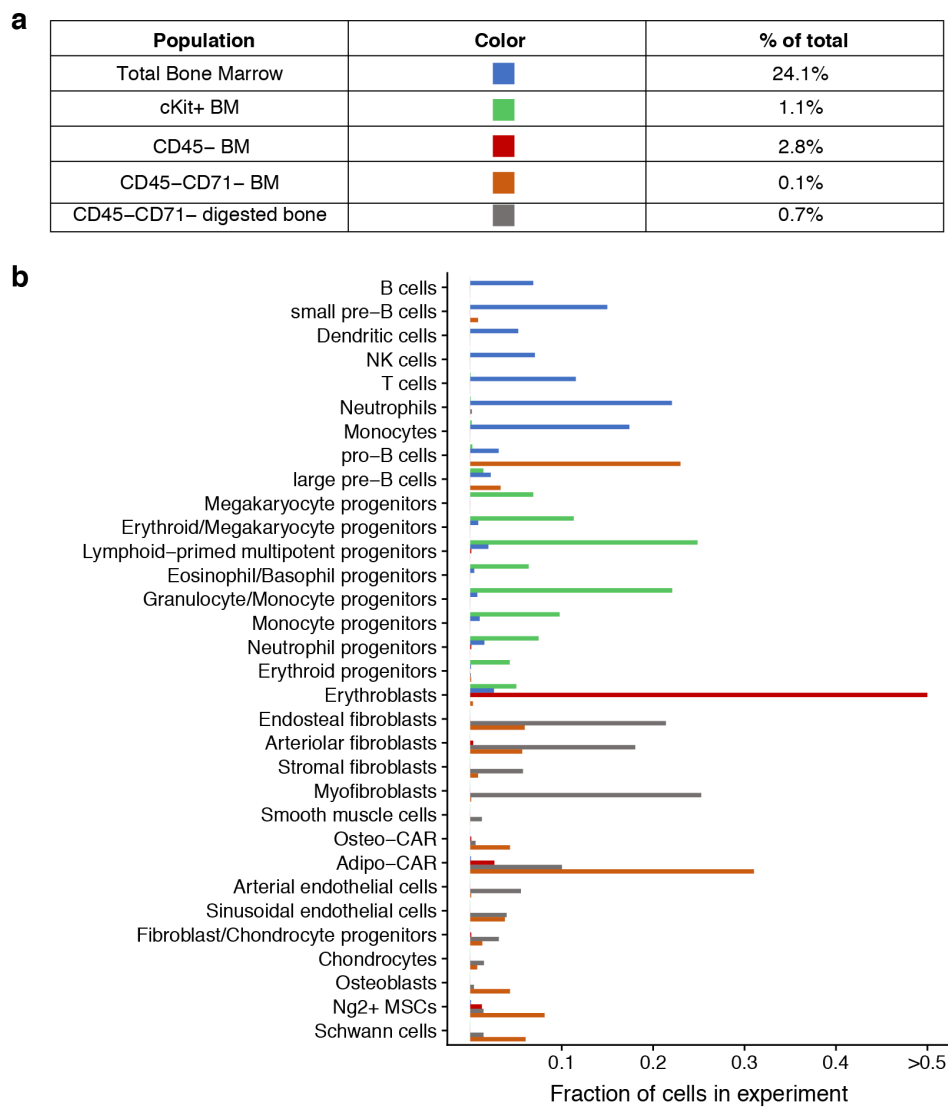 a
Population Color % of total
Total Bone Marrow 24.1%
cKit+ BM 1.1%
CD45− BM 2.8%
CD45−CD71− BM 0.1%
CD45−CD71− digested bone 0.7%
b
B cells
small pre−B cells
Dendritic cells
NK cells
T cells
Neutrophils
Monocytes
pro−B cells
large pre−B cells
Megakaryocyte progenitors
Erythroid/Megakaryocyte progenitors
Lymphoid−primed multipotent progenitors
Eosinophil/Basophil progenitors
Granulocyte/Monocyte progenitors
Monocyte progenitors
Neutrophil progenitors
Erythroid progenitors
Erythroblasts
Endosteal fibroblasts
Arteriolar fibroblasts
Stromal fibroblasts
Myofibroblasts
Smooth muscle cells
Osteo−CAR
Adipo−CAR
Arterial endothelial cells
Sinusoidal endothelial cells
Fibroblast/Chondrocyte progenitors
Chondrocytes
Osteoblasts
Ng2+ MSCs
Schwann cells
0.1 0.2 0.3 0.4 >0.5
Fraction of cells in experiment